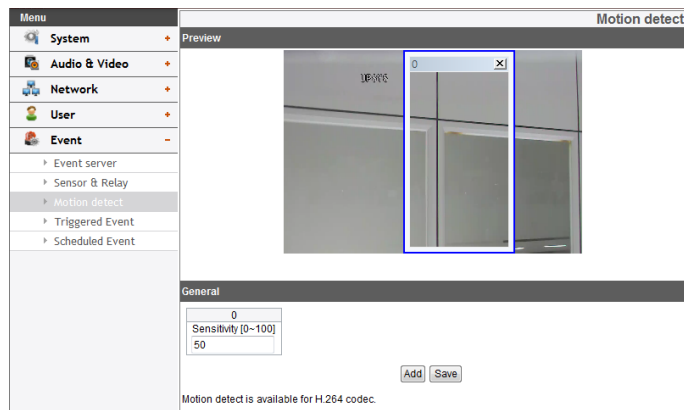 Menu
Motion detect
System +
Preview
Audio & Video +
0
Network +
User +
Event -
Event server
Sensor & Relay
Motion detect
Triggered Event
Scheduled Event
General
0
Sensitivity [0~100]
50
Add Save
Motion detect is available for H.264 codec.